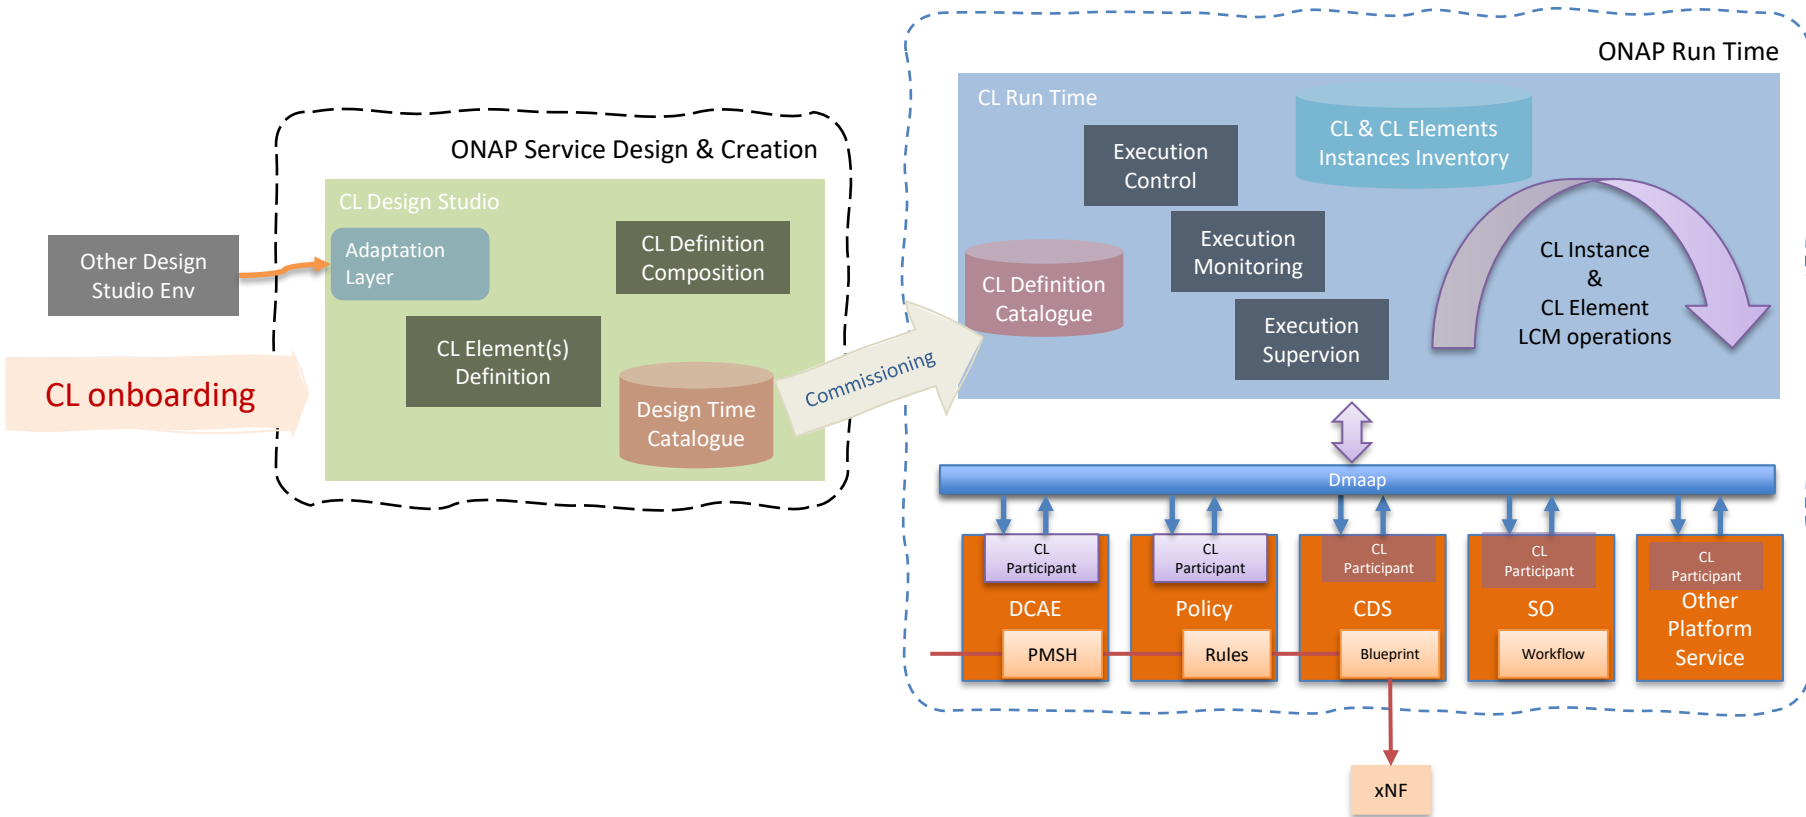 ONAP Run Time
CL Run Time
CL & CL Elements
Instances Inventory
Execution
Control
Execution
Monitoring
CL Definition
Catalogue
Execution
Supervion
CL Instance
&
CL Element
LCM operations
ONAP Service Design & Creation
CL Design Studio
Adaptation
Layer
CL Definition
Composition
Other Design
Studio Env
CL Element(s)
Definition
CL onboarding
Design Time
Catalogue
Commissioning
Dmaap
CL
Participant
DCAE
PMSH
CL
Participant
Policy
Rules
CL
Participant
CDS
Blueprint
CL
Participant
SO
Workflow
CL
Participant
Other
Platform
Service
xNF